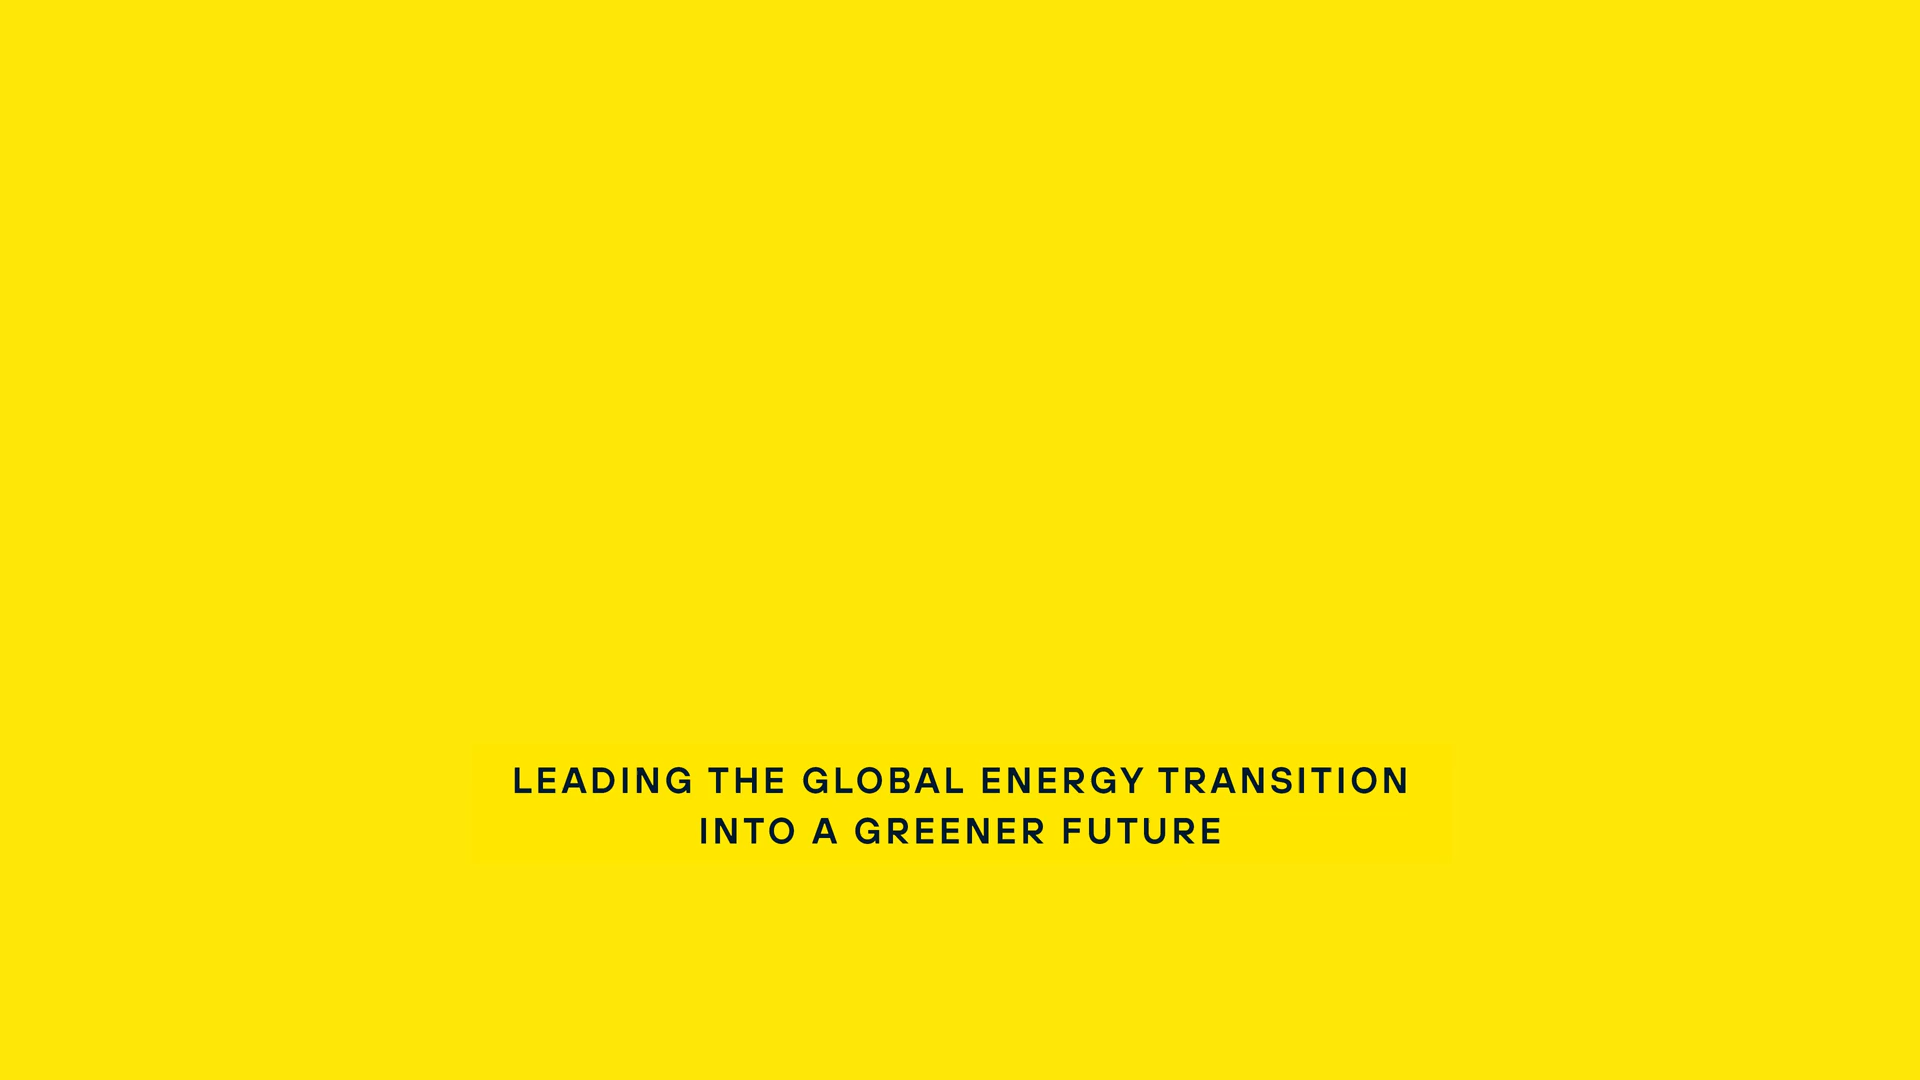 LEADING THE GLOBAL ENERGY TRANSITION
INTO A GREENER FUTURE